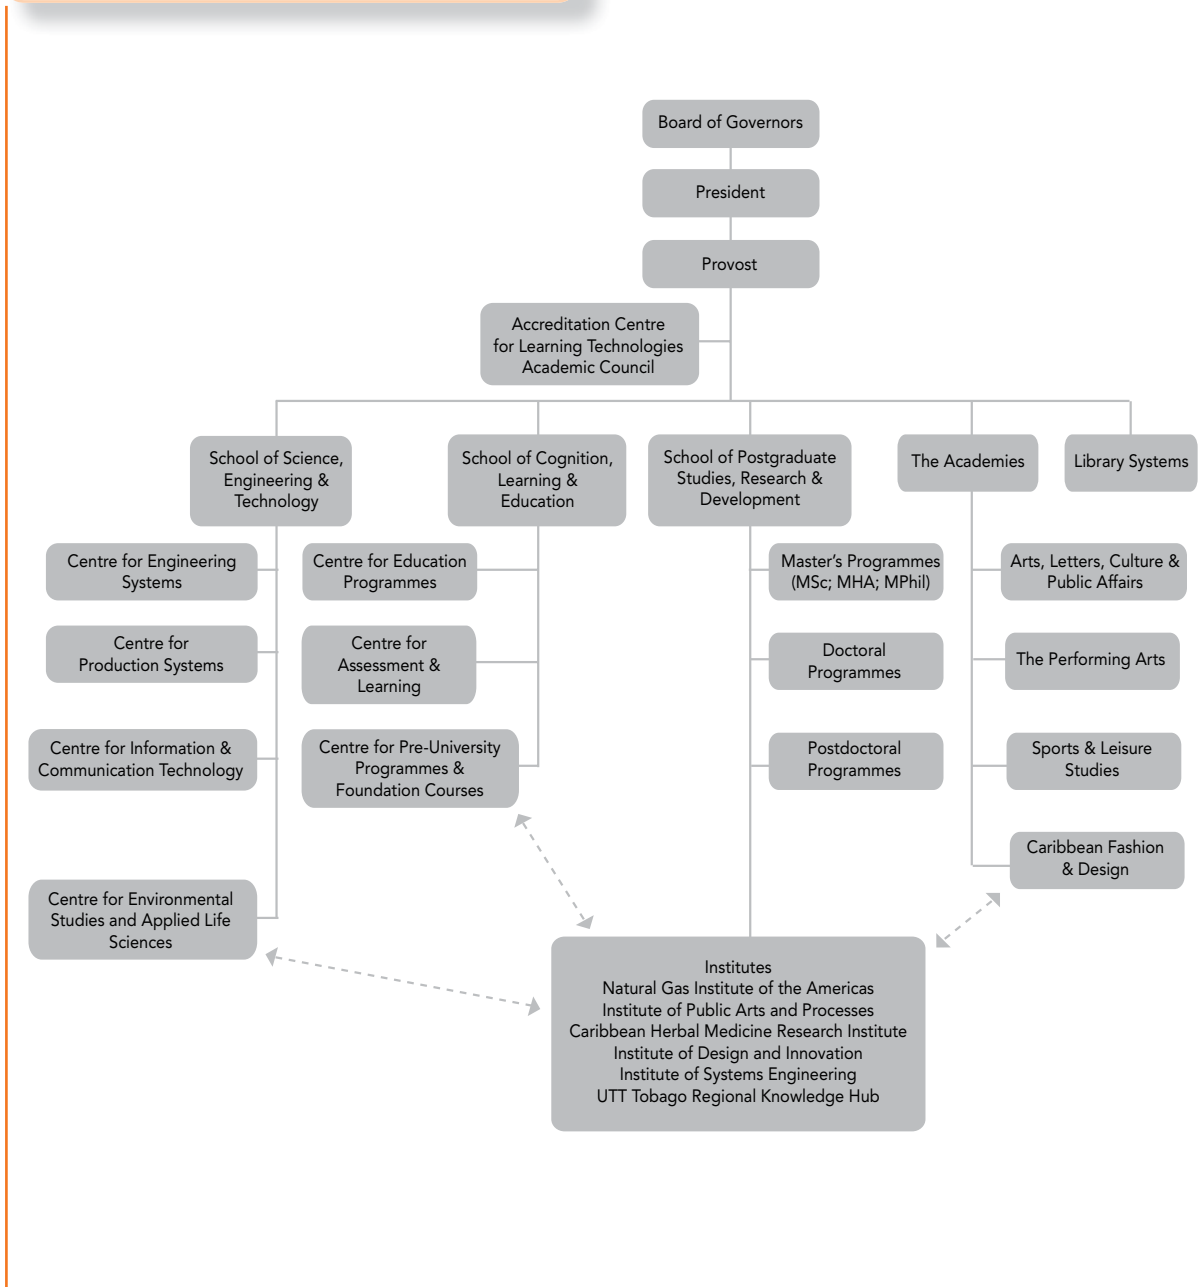 Board of Governors
President
Provost
Accreditation Centre
for Learning Technologies
Academic Council
School of Science,
Engineering &
Technology
School of Cognition,
Learning &
Education
School of Postgraduate
Studies, Research &
Development
The Academies
Library Systems
Centre for Engineering
Systems
Centre for
Production Systems
Centre for Information &
Communication Technology
Centre for Environmental
Studies and Applied Life
Sciences
Centre for Education
Programmes
Centre for
Assessment &
Learning
Centre for Pre-University
Programmes &
Foundation Courses
Master’s Programmes
(MSc; MHA; MPhil)
Doctoral
Programmes
Postdoctoral
Programmes
Arts, Letters, Culture &
Public Affairs
The Performing Arts
Sports & Leisure
Studies
Caribbean Fashion
& Design
Institutes
Natural Gas Institute of the Americas
Institute of Public Arts and Processes
Caribbean Herbal Medicine Research Institute
Institute of Design and Innovation
Institute of Systems Engineering
UTT Tobago Regional Knowledge Hub